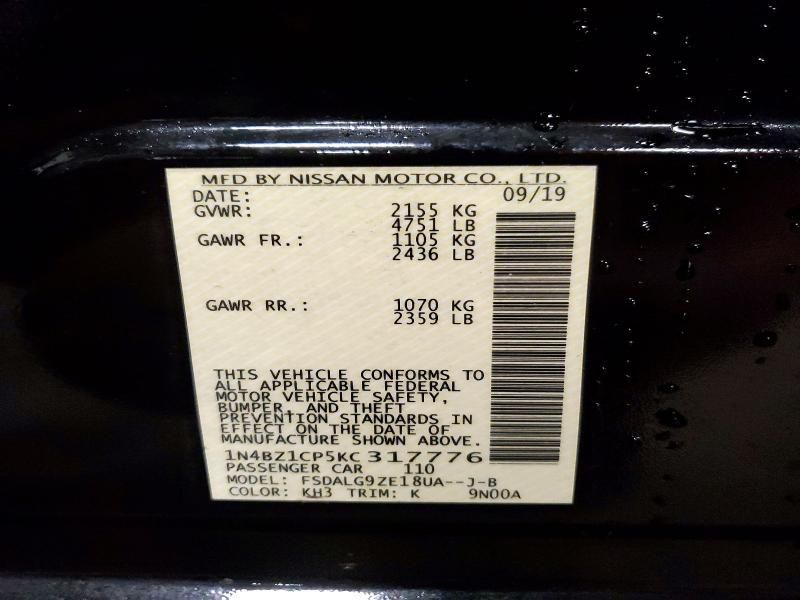 MFD BY NISSAN MOTOR CO., LTD.
DATE: 09/19
GVWR: 2155 KG
4751 LB
GAWR FR.: 1105 KG
2436 LB
GAWR RR.: 1070 KG
2359 LB
THIS VEHICLE CONFORMS TO
ALL APPLICABLE FEDERAL
MOTOR VEHICLE SAFETY,
BUMPER, AND THEFT
PREVENTION STANDARDS IN
EFFECT ON THE DATE OF
MANUFACTURE SHOWN ABOVE.
1N4BZ1CP5KC317776
PASSENGER CAR 110
MODEL: FSDALG9ZE18UA--J-B
COLOR: KH3 TRIM: K 9N00A